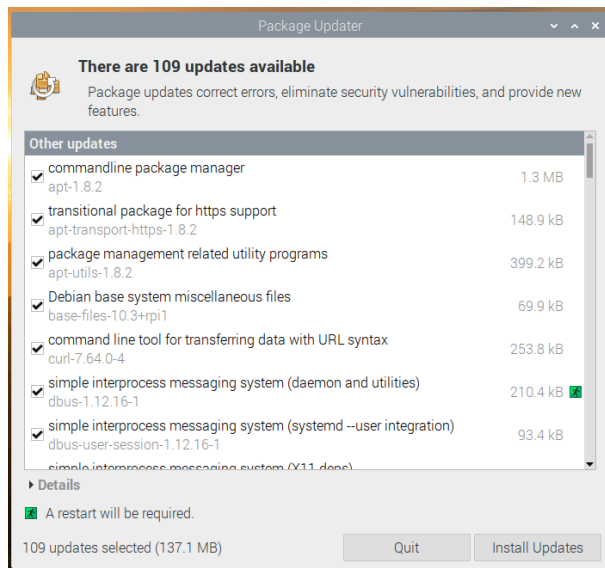 Package Updater
There are 109 updates available
Package updates correct errors, eliminate security vulnerabilities, and provide new
features.
Other updates
commandline package manager
apt-1.8.2
1.3 MB
transitional package for https support
apt-transport-https-1.8.2
148.9 kB
package management related utility programs
apt-utils-1.8.2
399.2 kB
Debian base system miscellaneous files
base-files-10.3+rpi1
69.9 kB
command line tool for transferring data with URL syntax
curl-7.64.0-4
253.8 kB
simple interprocess messaging system (daemon and utilities)
dbus-1.12.16-1
210.4 kB
simple interprocess messaging system (systemd --user integration)
dbus-user-session-1.12.16-1
93.4 kB
simple interprocess messaging system (X11 deps)
Details
A restart will be required.
109 updates selected (137.1 MB)
Quit
Install Updates